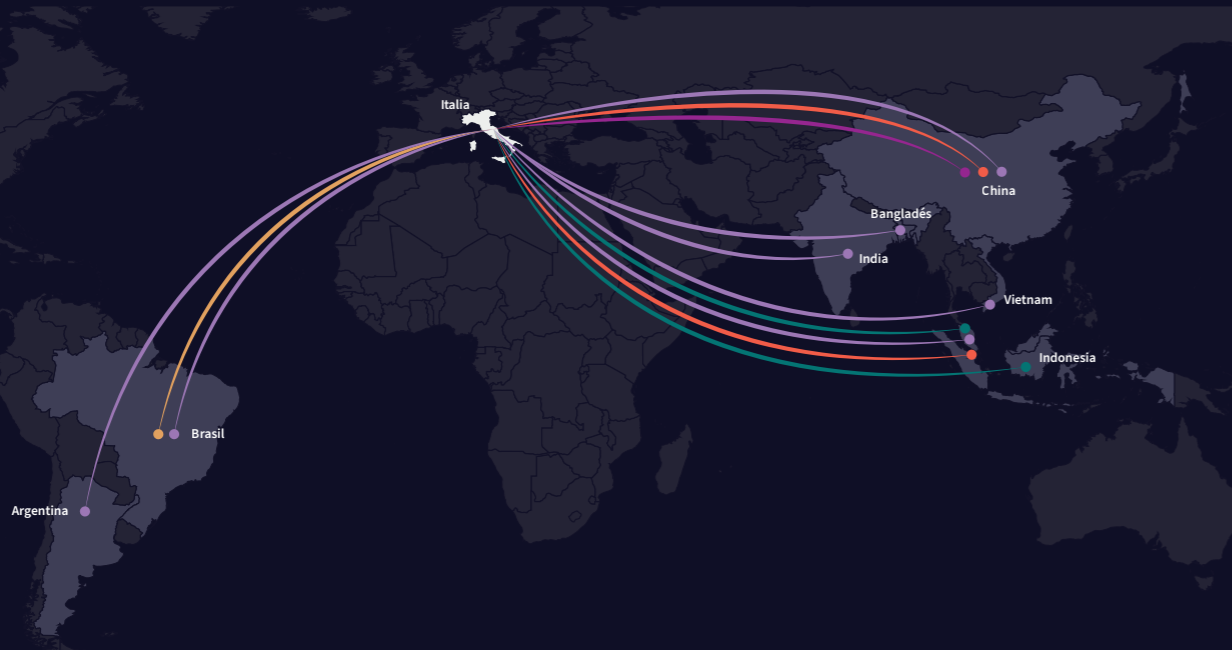 Italia
China
Bangladés
India
Vietnam
Indonesia
Brasil
Argentina